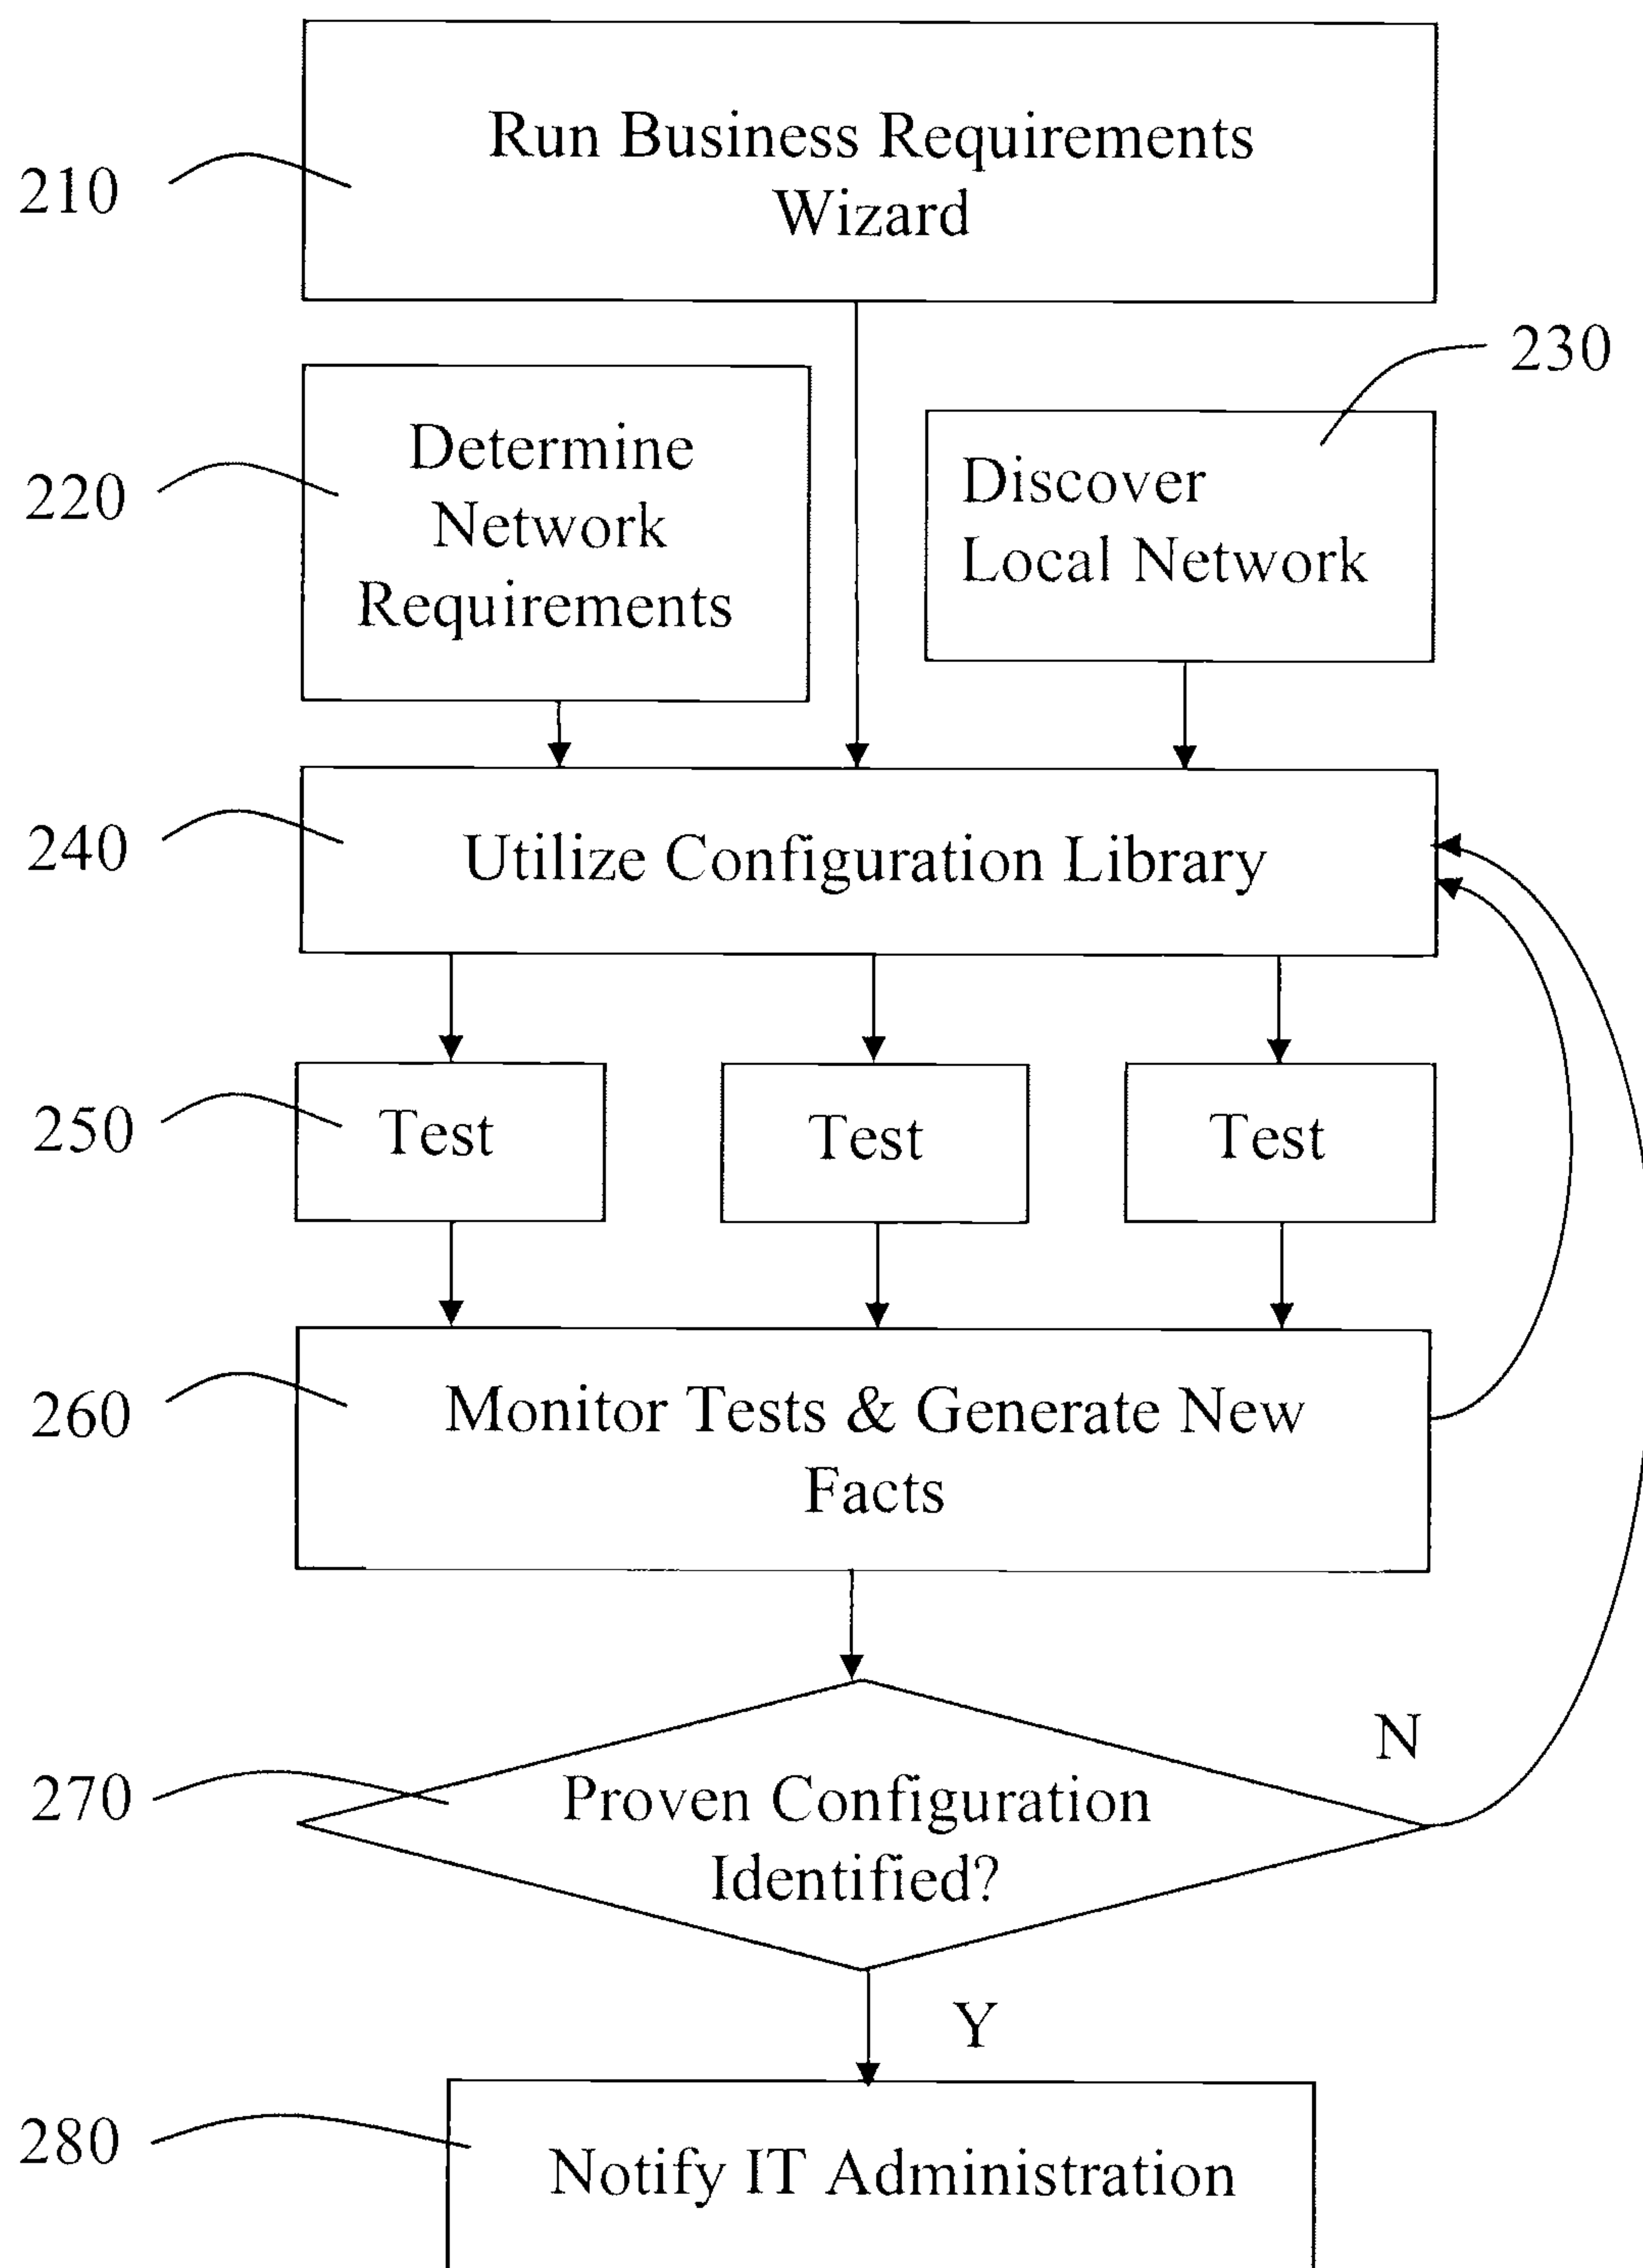 Run Business Requirements
Wizard
210
230
Determine
Network
Requirements
220
Discover
Local Network
240
Utilize Configuration Library
250
Test
Test
Test
260
Monitor Tests & Generate New
Facts
N
270
Proven Configuration
Identified?
Y
280
Notify IT Administration